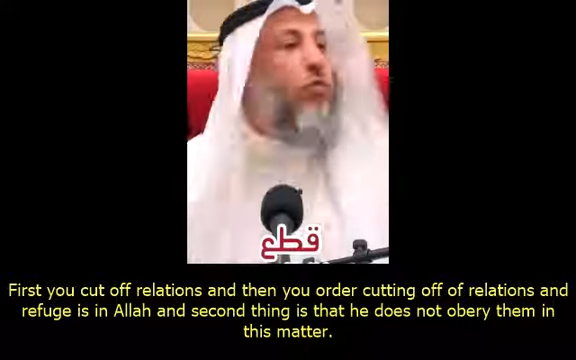 قطع
First you cut off relations and then you order cutting off of relations and
refuge is in Allah and second thing is that he does not obery them in
this matter.